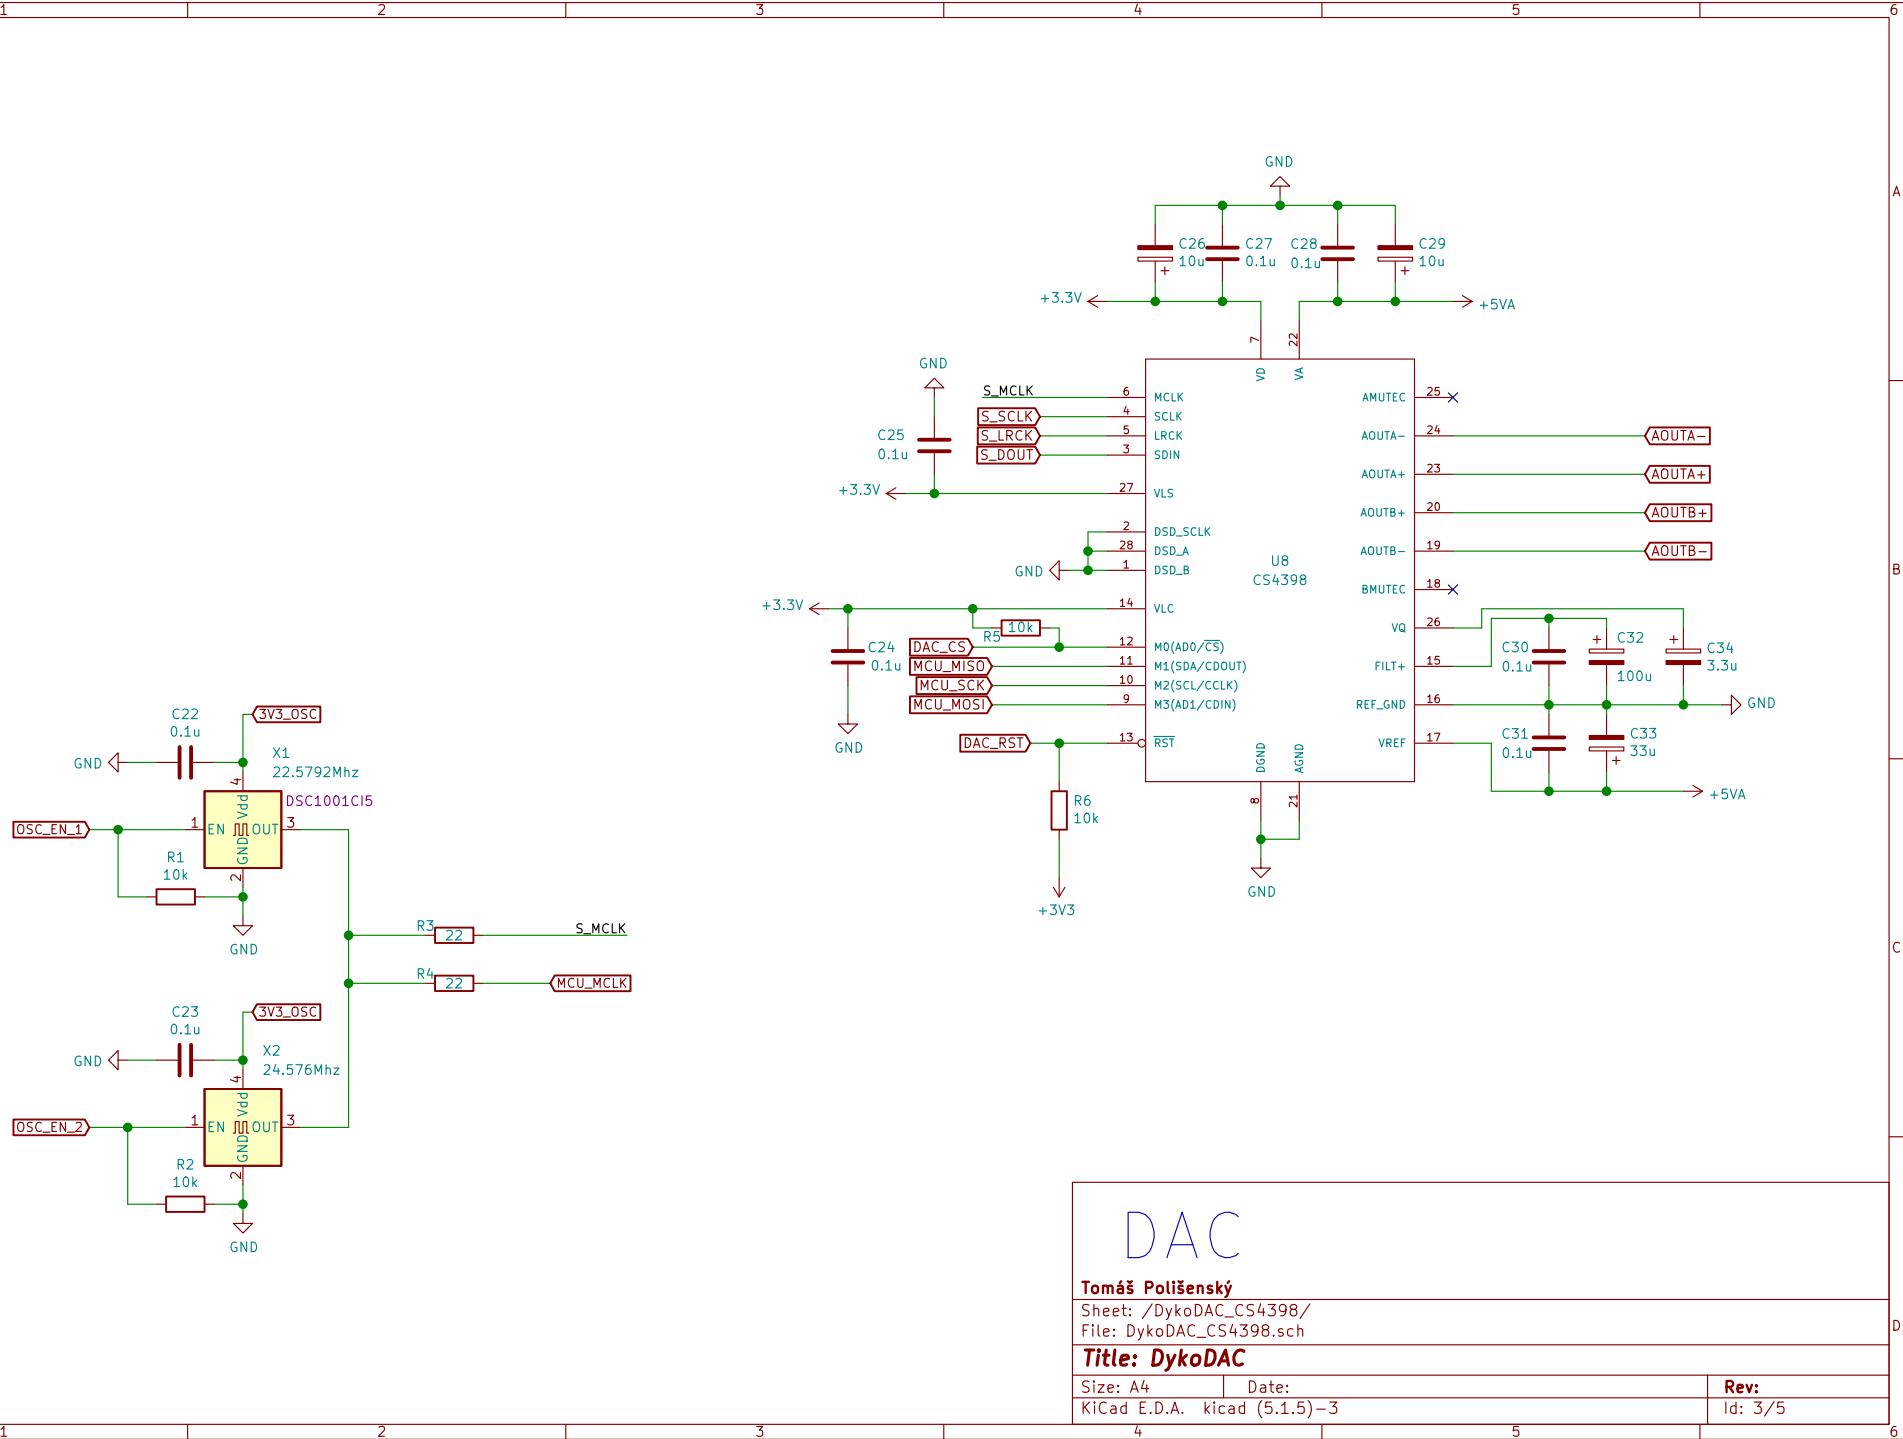 1 2 3 4 5 6
A
B
C
D
GND
C26
10u
C27
0.1u
C28
0.1u
C29
10u
+3.3V
+5VA
7
22
VD
VA
GND
C25
0.1u
+3.3V
S_MCLK
S_SCLK
S_LRCK
S_DOUT
6 MCLK
4 SCLK
5 LRCK
3 SDIN
27 VLS
2 DSD_SCLK
28 DSD_A
1 DSD_B
GND
14 VLC
+3.3V
R5
10k
C24
0.1u
GND
DAC_CS
MCU_MISO
MCU_SCK
MCU_MOSI
12 M0(AD0/CS)
11 M1(SDA/CDOUT)
10 M2(SCL/CCLK)
9 M3(AD1/CDIN)
DAC_RST
13 RST
R6
10k
+3V3
U8
CS4398
DGND
AGND
8
21
GND
AMUTEC 25
AOUTA- 24
AOUTA+ 23
AOUTB+ 20
AOUTB- 19
BMUTEC 18
VQ 26
FILT+ 15
REF_GND 16
VREF 17
AOUTA-
AOUTA+
AOUTB+
AOUTB-
C30
0.1u
C32
100u
C34
3.3u
GND
C31
0.1u
C33
33u
+5VA
C22
0.1u
3V3_OSC
GND
X1
22.5792Mhz
DSC1001CI5
OSC_EN_1
1 EN
4 Vdd
OUT 3
GND 2
R1
10k
GND
R3
22
S_MCLK
R4
22
MCU_MCLK
C23
0.1u
3V3_OSC
GND
X2
24.576Mhz
OSC_EN_2
1 EN
4 Vdd
OUT 3
GND 2
R2
10k
GND
DAC
Tomáš Polišenský
Sheet: /DykoDAC_CS4398/
File: DykoDAC_CS4398.sch
Title: DykoDAC
Size: A4 Date: Rev:
KiCad E.D.A. kicad (5.1.5)-3 Id: 3/5
1 2 3 4 5 6